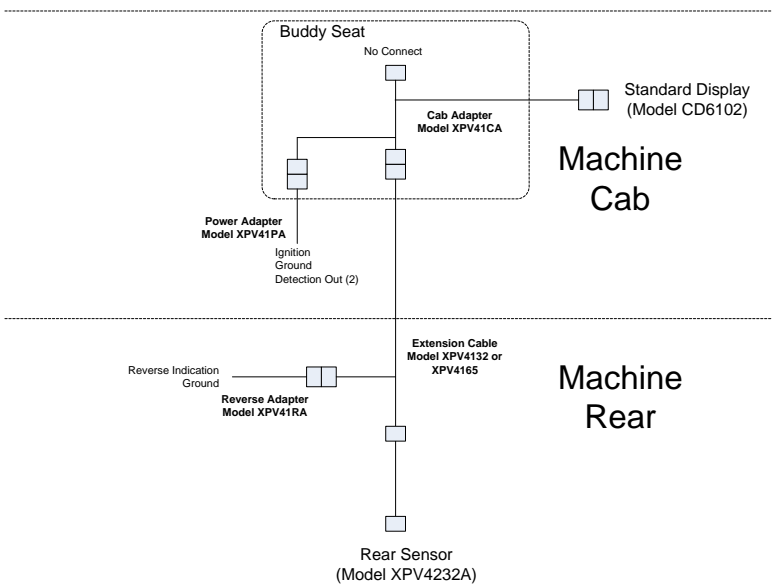 Buddy Seat
No Connect
Standard Display
(Model CD6102)
Cab Adapter
Model XPV41CA
Machine
Cab
Power Adapter
Model XPV41PA
Ignition
Ground
Detection Out (2)
Extension Cable
Model XPV4132 or
XPV4165
Reverse Indication
Ground
Reverse Adapter
Model XPV41RA
Machine
Rear
Rear Sensor
(Model XPV4232A)